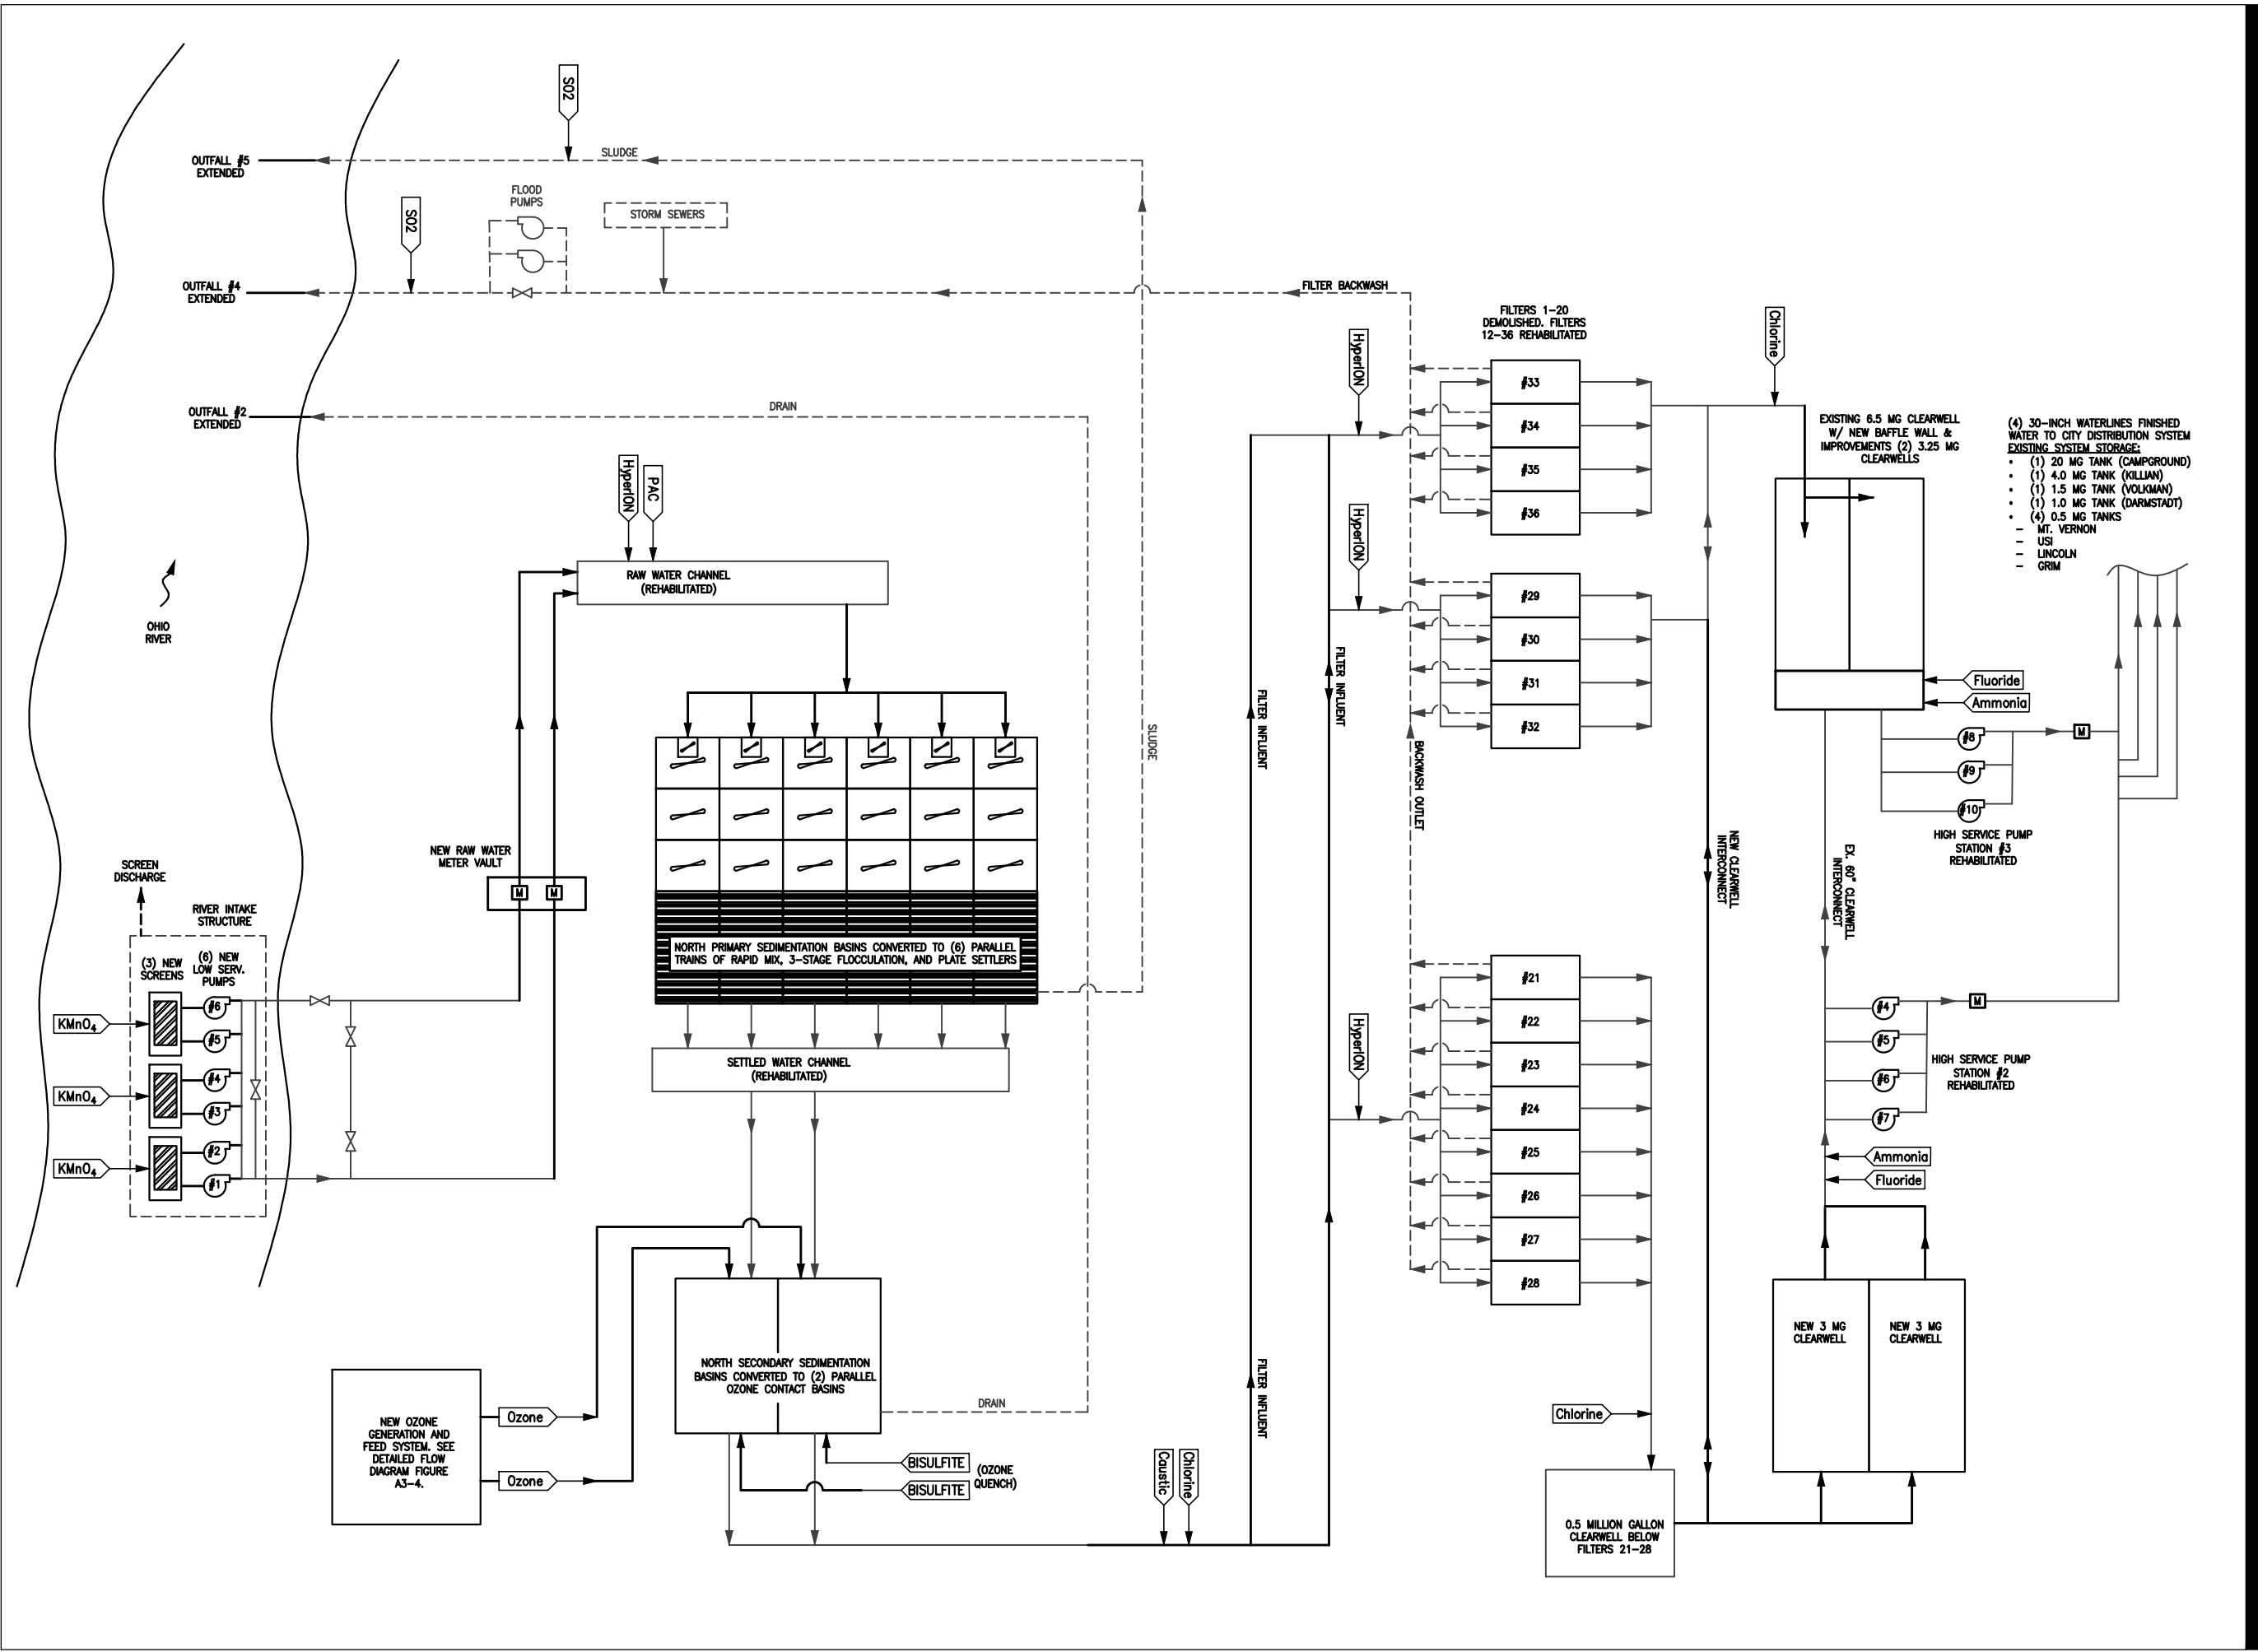 SO2
OUTFALL #5
EXTENDED
SLUDGE
FLOOD
PUMPS
SO2
STORM SEWERS
OUTFALL #4
EXTENDED
FILTER BACKWASH
OUTFALL #2
EXTENDED
DRAIN
HyperION
PAC
RAW WATER CHANNEL
(REHABILITATED)
OHIO
RIVER
SLUDGE
NEW RAW WATER
METER VAULT
M
M
SCREEN
DISCHARGE
RIVER INTAKE
STRUCTURE
(3) NEW
SCREENS
(6) NEW
LOW SERV.
PUMPS
#6
#5
#4
#3
#2
#1
KMnO4
KMnO4
KMnO4
NORTH PRIMARY SEDIMENTATION BASINS CONVERTED TO (6) PARALLEL
TRAINS OF RAPID MIX, 3-STAGE FLOCCULATION, AND PLATE SETTLERS
SETTLED WATER CHANNEL
(REHABILITATED)
NORTH SECONDARY SEDIMENTATION
BASINS CONVERTED TO (2) PARALLEL
OZONE CONTACT BASINS
NEW OZONE
GENERATION AND
FEED SYSTEM. SEE
DETAILED FLOW
DIAGRAM FIGURE
A3-4.
Ozone
Ozone
DRAIN
BISULFITE
BISULFITE
(OZONE
QUENCH)
Caustic
Chlorine
FILTER INFLUENT
FILTER INFLUENT
FILTER INFLUENT
HyperION
HyperION
HyperION
BACKWASH OUTLET
FILTERS 1-20
DEMOLISHED. FILTERS
12-36 REHABILITATED
#33
#34
#35
#36
#29
#30
#31
#32
#21
#22
#23
#24
#25
#26
#27
#28
Chlorine
Chlorine
0.5 MILLION GALLON
CLEARWELL BELOW
FILTERS 21-28
NEW CLEARWELL
INTERCONNECT
EXISTING 6.5 MG CLEARWELL
W/ NEW BAFFLE WALL &
IMPROVEMENTS (2) 3.25 MG
CLEARWELLS
(4) 30-INCH WATERLINES FINISHED
WATER TO CITY DISTRIBUTION SYSTEM
EXISTING SYSTEM STORAGE:
• (1) 20 MG TANK (CAMPGROUND)
• (1) 4.0 MG TANK (KILLIAN)
• (1) 1.5 MG TANK (VOLKMAN)
• (1) 1.0 MG TANK (DARMSTADT)
• (4) 0.5 MG TANKS
– MT. VERNON
– USI
– LINCOLN
– GRIM
Fluoride
Ammonia
#8
#9
#10
M
HIGH SERVICE PUMP
STATION #3
REHABILITATED
EX. 60" CLEARWELL
INTERCONNECT
#4
#5
#6
#7
M
HIGH SERVICE PUMP
STATION #2
REHABILITATED
Ammonia
Fluoride
NEW 3 MG
CLEARWELL
NEW 3 MG
CLEARWELL